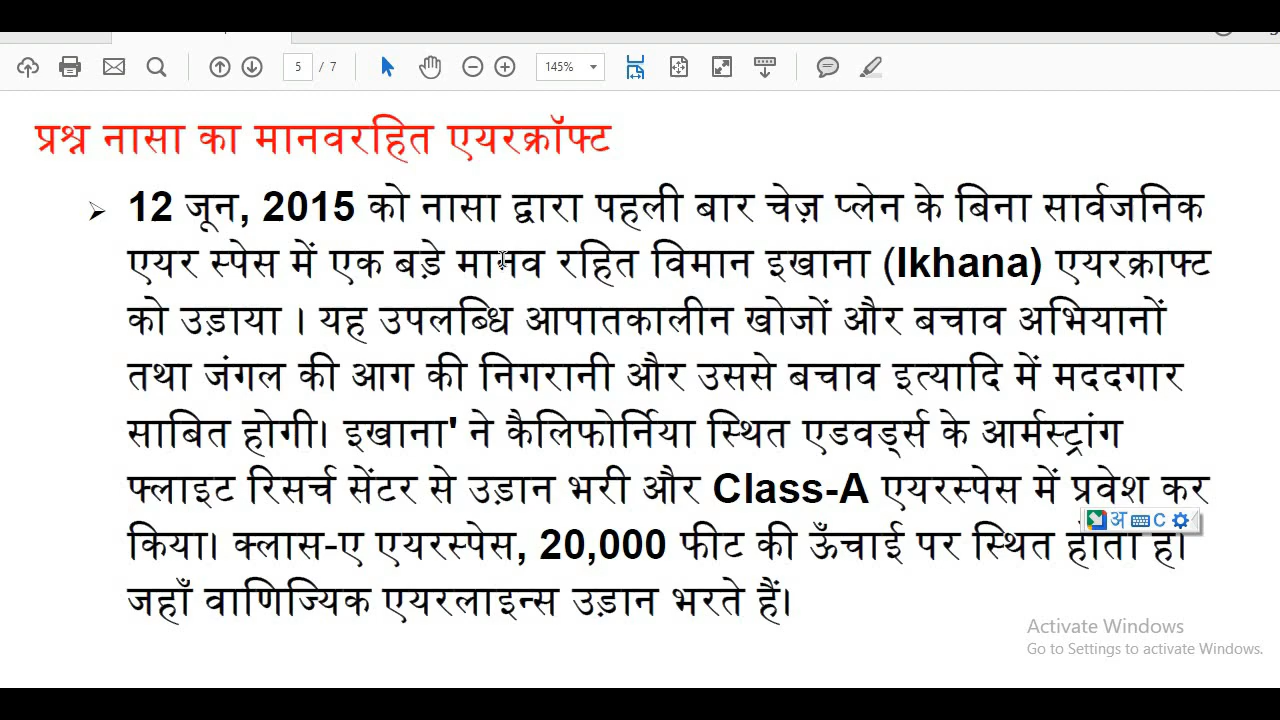 5 / 7
145%
प्रश्न नासा का मानवरहित एयरक्रॉफ्ट
➢ 12 जून, 2015 को नासा द्वारा पहली बार चेज़ प्लेन के बिना सार्वजनिक
एयर स्पेस में एक बड़े मानव रहित विमान इखाना (Ikhana) एयरक्राफ्ट
को उड़ाया । यह उपलब्धि आपातकालीन खोजों और बचाव अभियानों
तथा जंगल की आग की निगरानी और उससे बचाव इत्यादि में मददगार
साबित होगी। इखाना' ने कैलिफोर्निया स्थित एडवर्ड्स के आर्मस्ट्रांग
फ्लाइट रिसर्च सेंटर से उड़ान भरी और Class-A एयरस्पेस में प्रवेश कर
किया। क्लास-ए एयरस्पेस, 20,000 फीट की ऊँचाई पर स्थित
जहाँ वाणिज्यिक एयरलाइन्स उड़ान भरते हैं।
अ C
Activate Windows
Go to Settings to activate Windows.